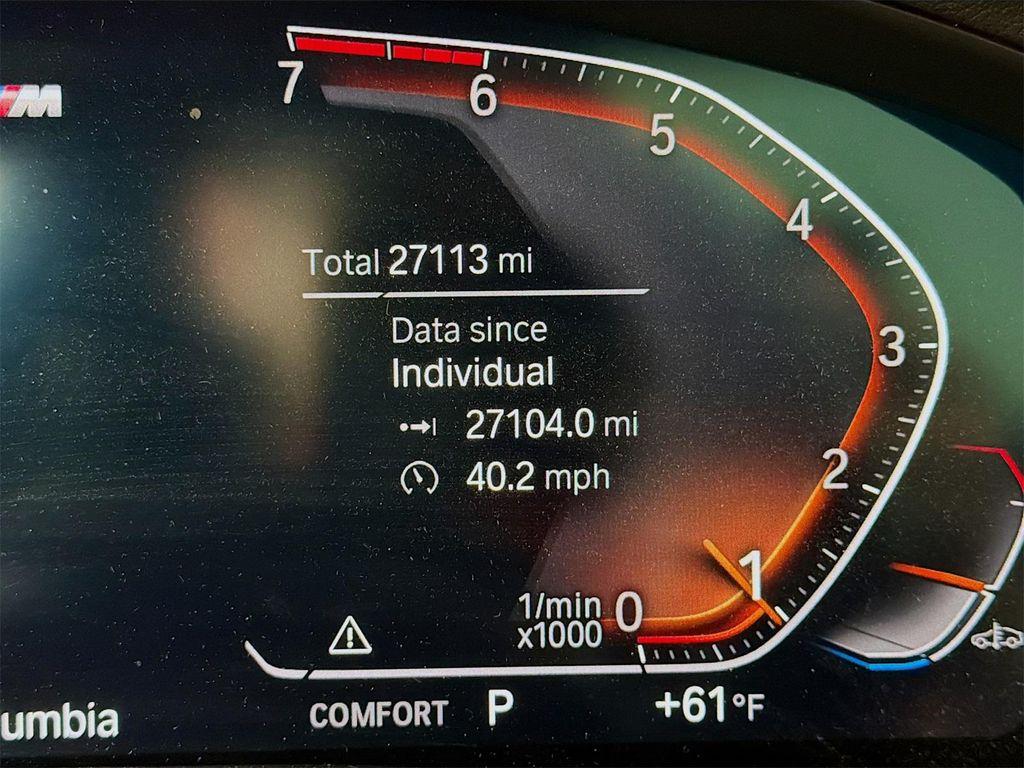 7
6
5
4
3
2
1
0
M
Total 27113 mi
Data since
Individual
27104.0 mi
40.2 mph
1/min
x1000
COMFORT P +61°F
umbia